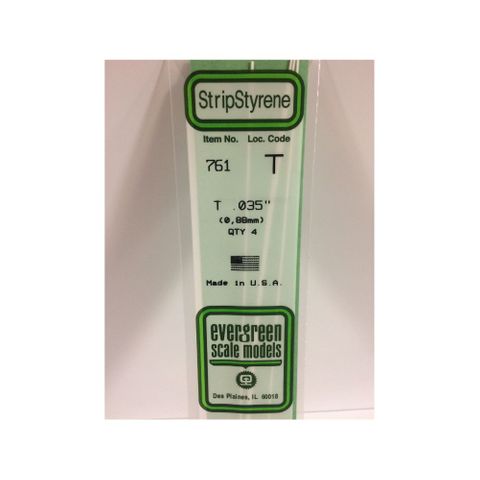 StripStyrene
Item No. Loc. Code
761 T
T .035"
(0,88mm)
QTY 4
Made in U.S.A.
evergreen
scale models
Des Plaines, IL 60018